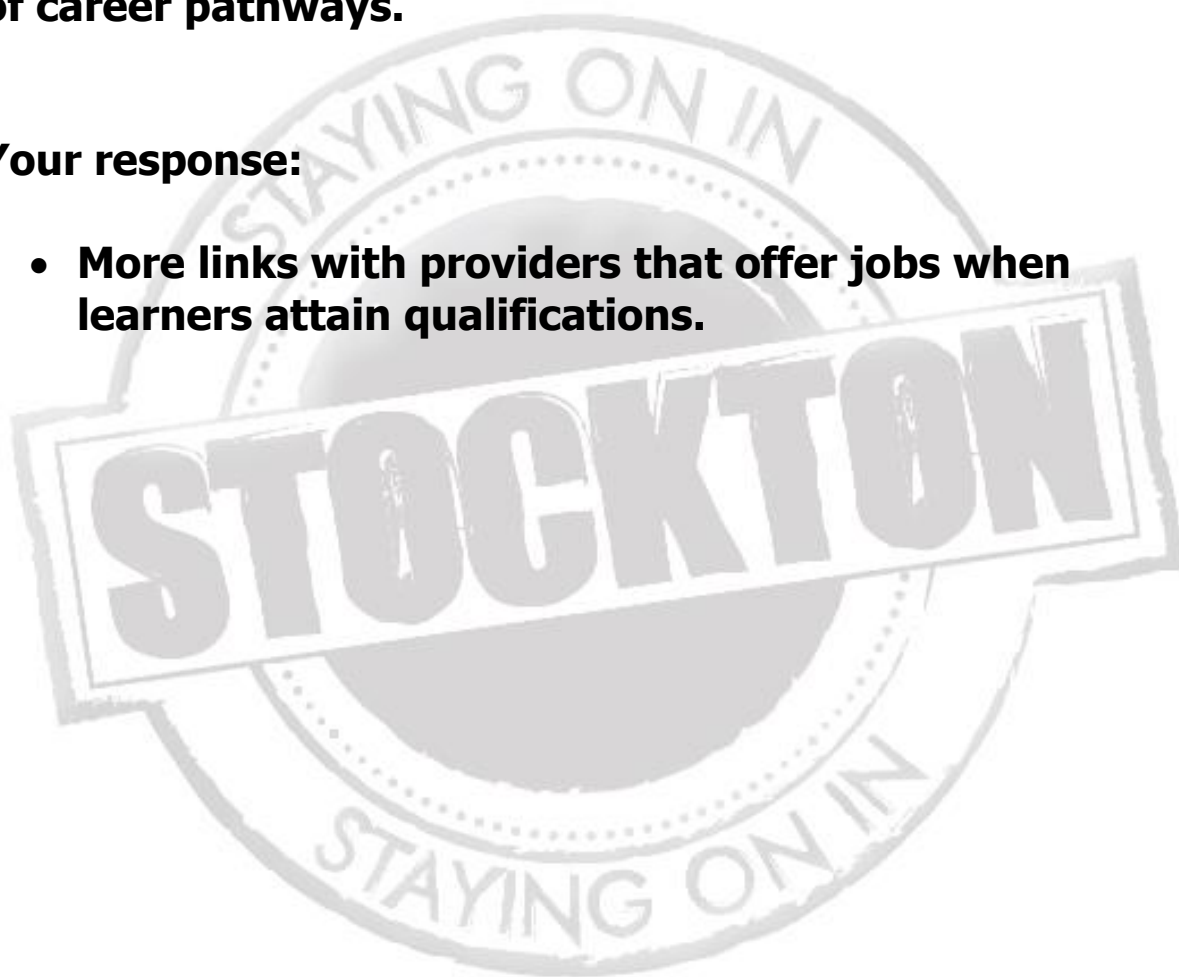 of career pathways.
STAYING ON IN
Your response:
• More links with providers that offer jobs when
learners attain qualifications.
STOCKTON
STAYING ON IN